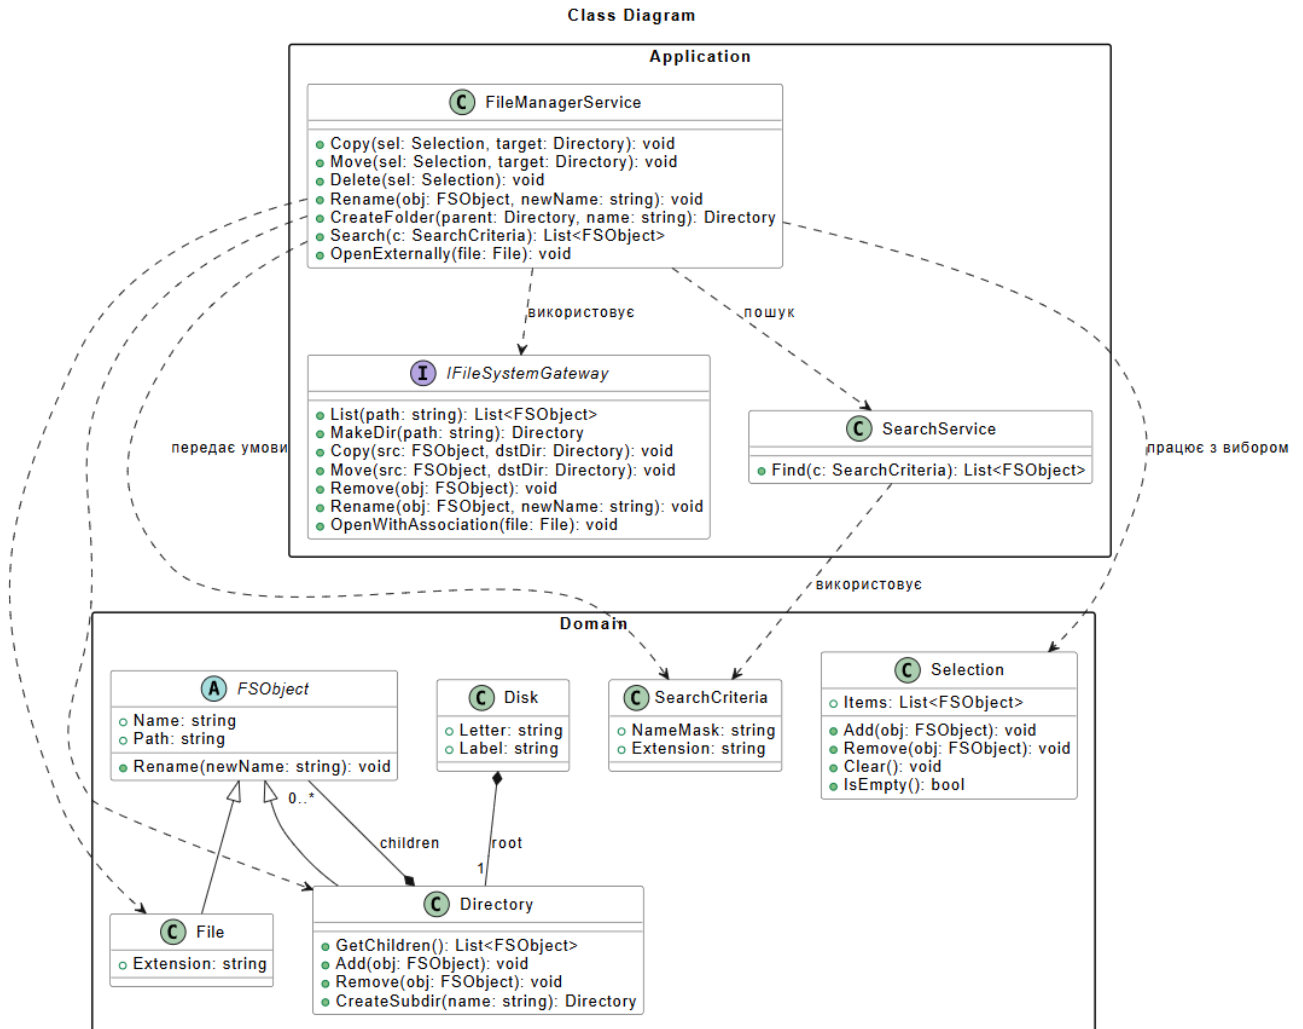 Class Diagram
Application
C FileManagerService
Copy(sel: Selection, target: Directory): void
Move(sel: Selection, target: Directory): void
Delete(sel: Selection): void
Rename(obj: FSObject, newName: string): void
CreateFolder(parent: Directory, name: string): Directory
Search(c: SearchCriteria): List<FSObject>
OpenExternally(file: File): void
використовує
пошук
I IFileSystemGateway
List(path: string): List<FSObject>
MakeDir(path: string): Directory
Copy(src: FSObject, dstDir: Directory): void
Move(src: FSObject, dstDir: Directory): void
Remove(obj: FSObject): void
Rename(obj: FSObject, newName: string): void
OpenWithAssociation(file: File): void
C SearchService
Find(c: SearchCriteria): List<FSObject>
передає умови
працює з вибором
використовує
Domain
A FSObject
Name: string
Path: string
Rename(newName: string): void
C Disk
Letter: string
Label: string
C SearchCriteria
NameMask: string
Extension: string
C Selection
Items: List<FSObject>
Add(obj: FSObject): void
Remove(obj: FSObject): void
Clear(): void
IsEmpty(): bool
0..*
children
root
1
C File
Extension: string
C Directory
GetChildren(): List<FSObject>
Add(obj: FSObject): void
Remove(obj: FSObject): void
CreateSubdir(name: string): Directory